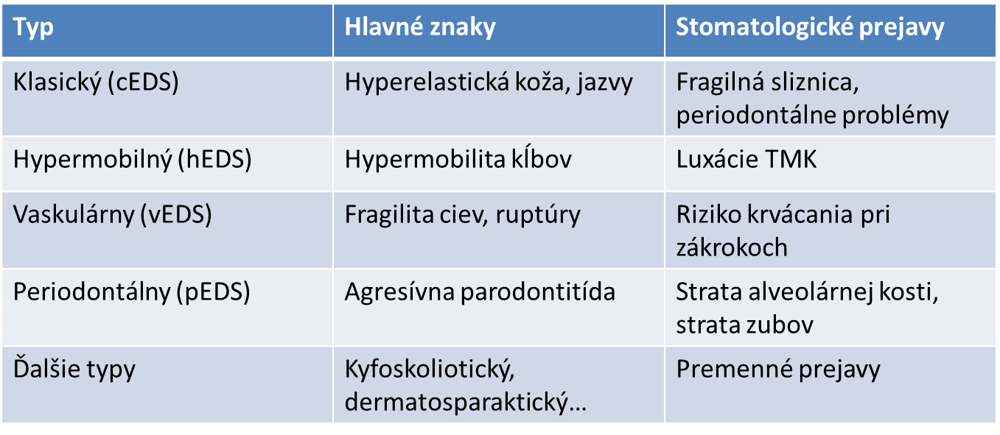 Typ
Hlavné znaky
Stomatologické prejavy
Klasický (cEDS)
Hyperelastická koža, jazvy
Fragilná sliznica,
periodontálne problémy
Hypermobilný (hEDS)
Hypermobilita kĺbov
Luxácie TMK
Vaskulárny (vEDS)
Fragilita ciev, ruptúry
Riziko krvácania pri
zákrokoch
Periodontálny (pEDS)
Agresívna parodontitída
Strata alveolárnej kosti,
strata zubov
Ďalšie typy
Kyfoskoliotický,
dermatosparaktický…
Premenné prejavy